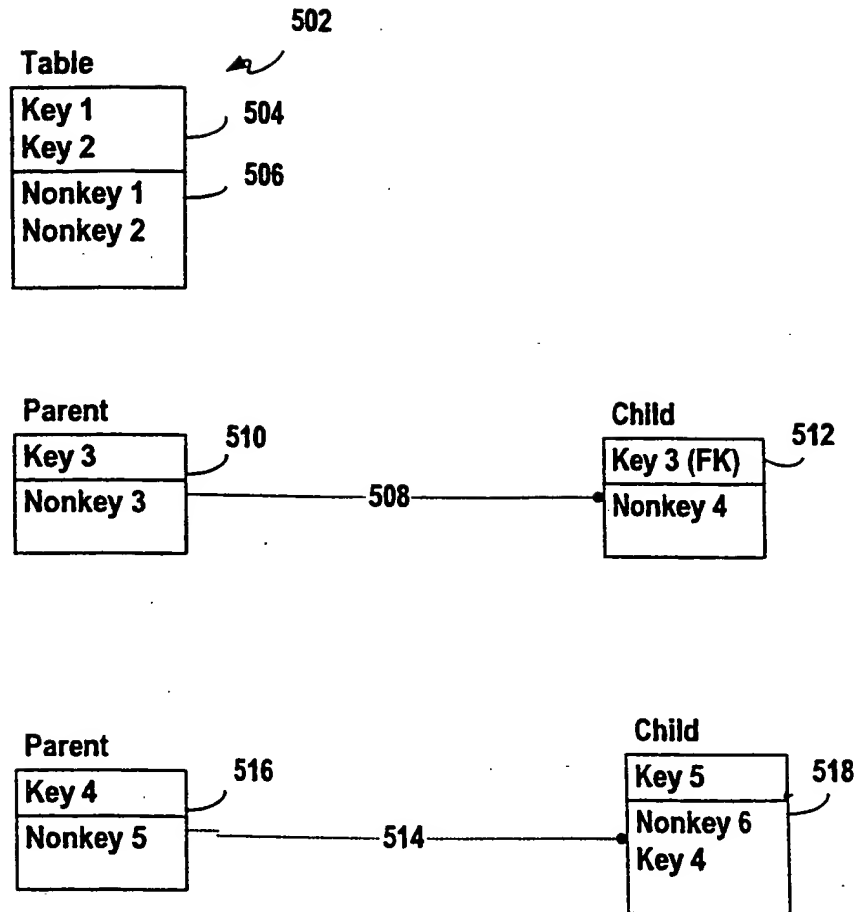 502
Table
Key 1
Key 2
504
Nonkey 1
Nonkey 2
506
Parent
Key 3
Nonkey 3
510
508
Child
Key 3 (FK)
Nonkey 4
512
Parent
Key 4
Nonkey 5
516
514
Child
Key 5
Nonkey 6
Key 4
518